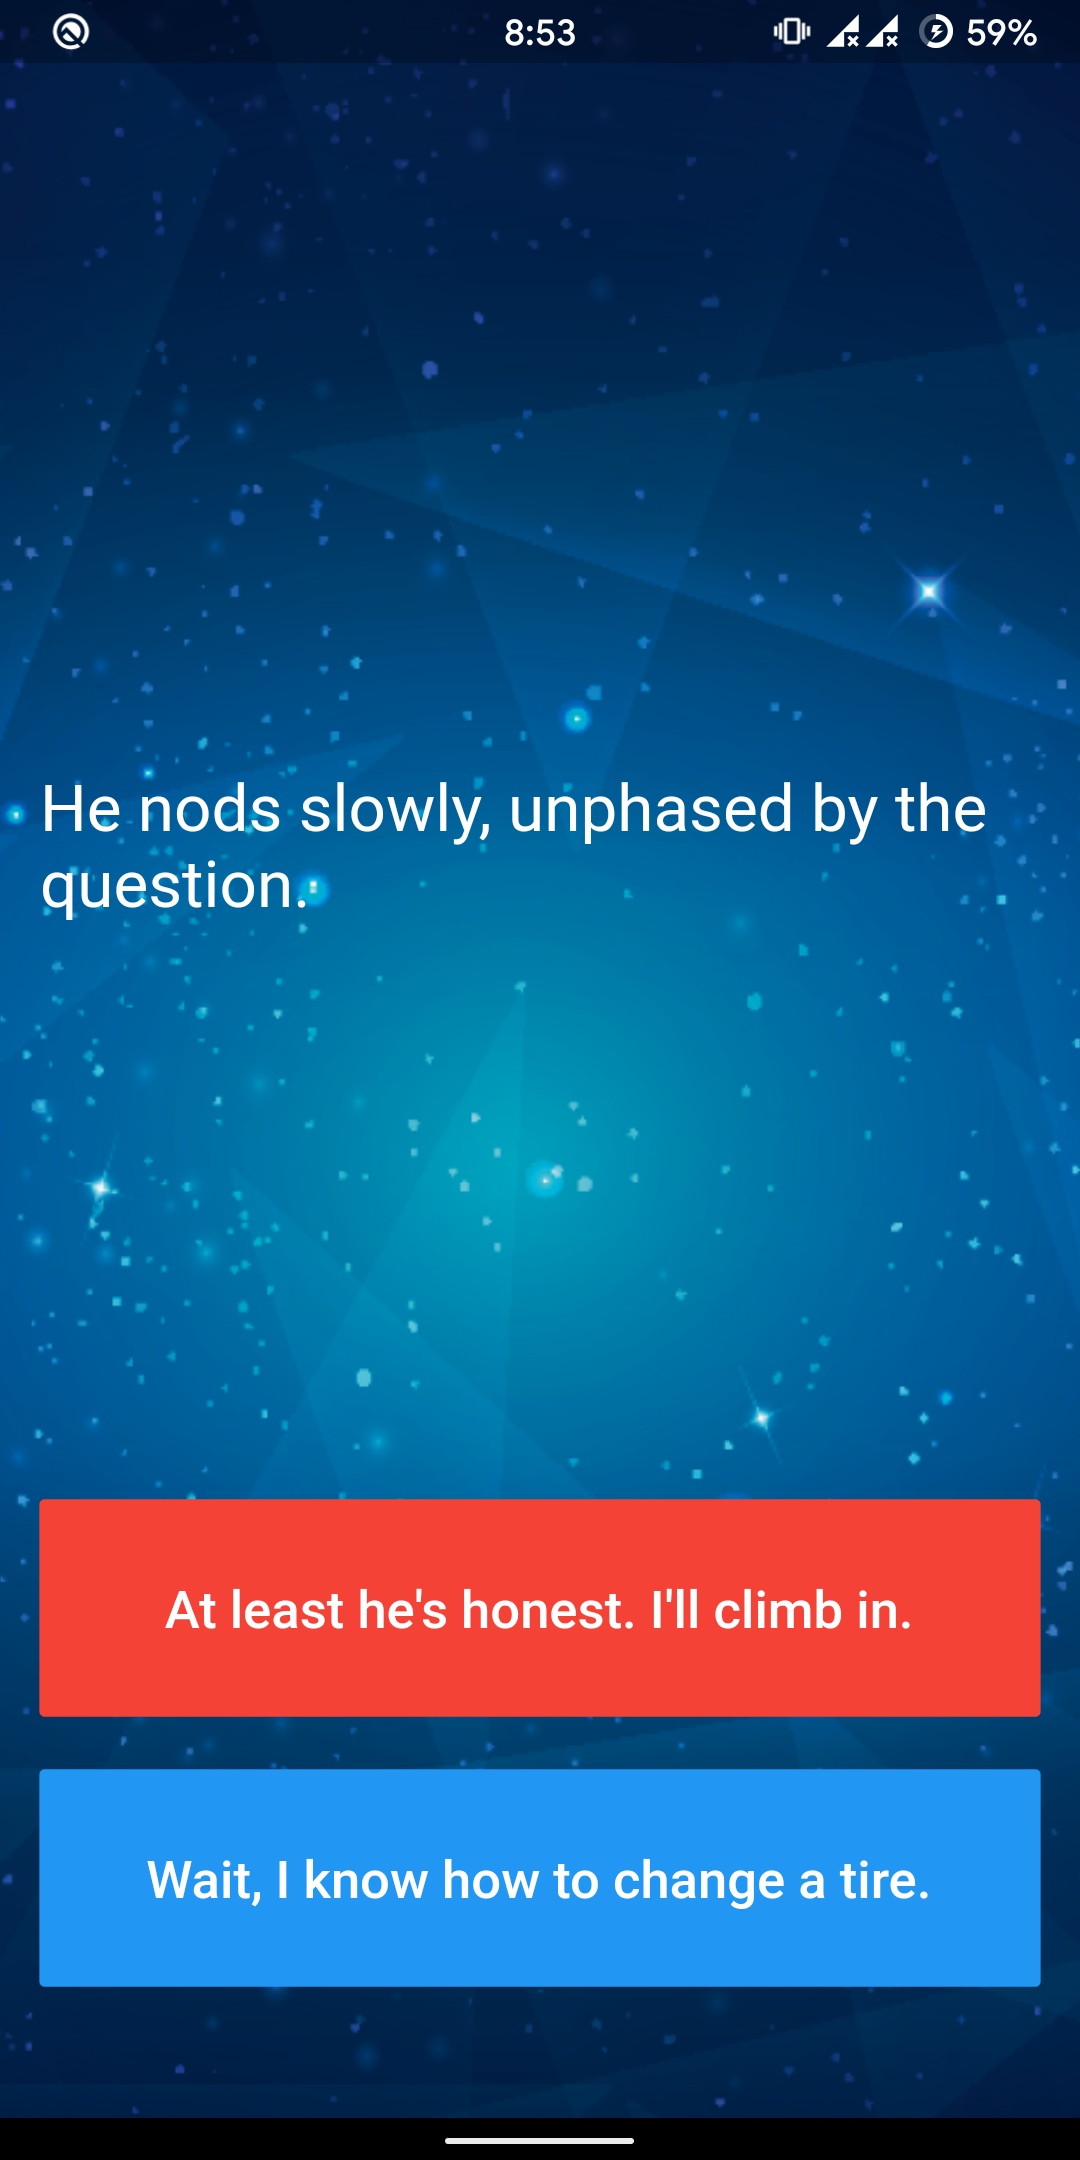 8:53
59%
He nods slowly, unphased by the
question.
At least he's honest. I'll climb in.
Wait, I know how to change a tire.